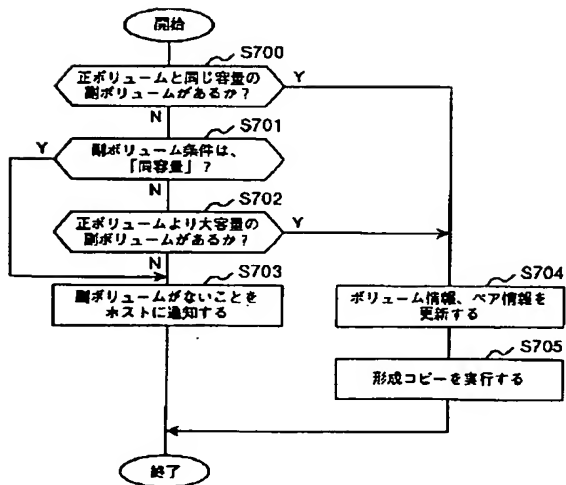 開始
S700
正ボリュームと同じ容量の
副ボリュームがあるか?
Y
N
S701
副ボリューム条件は、
「同容量」?
Y
N
S702
正ボリュームより大容量の
副ボリュームがあるか?
Y
N
S703
副ボリュームがないことを
ホストに通知する
S704
ボリューム情報、ペア情報を
更新する
S705
形成コピーを実行する
終了